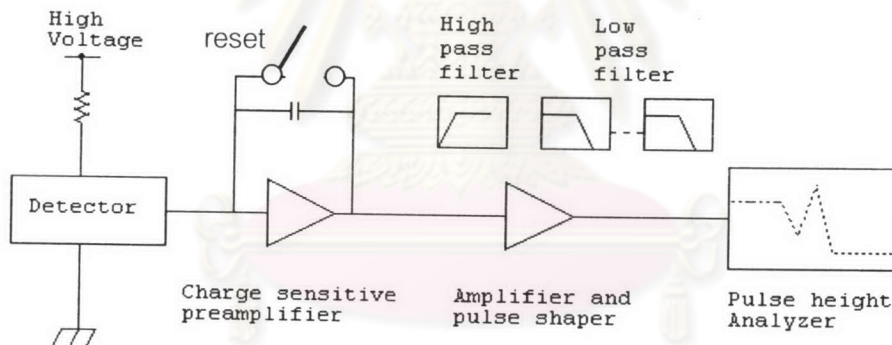 High
Voltage
reset
High
pass
filter
Low
pass
filter
Detector
Charge sensitive
preamplifier
Amplifier and
pulse shaper
Pulse height
Analyzer